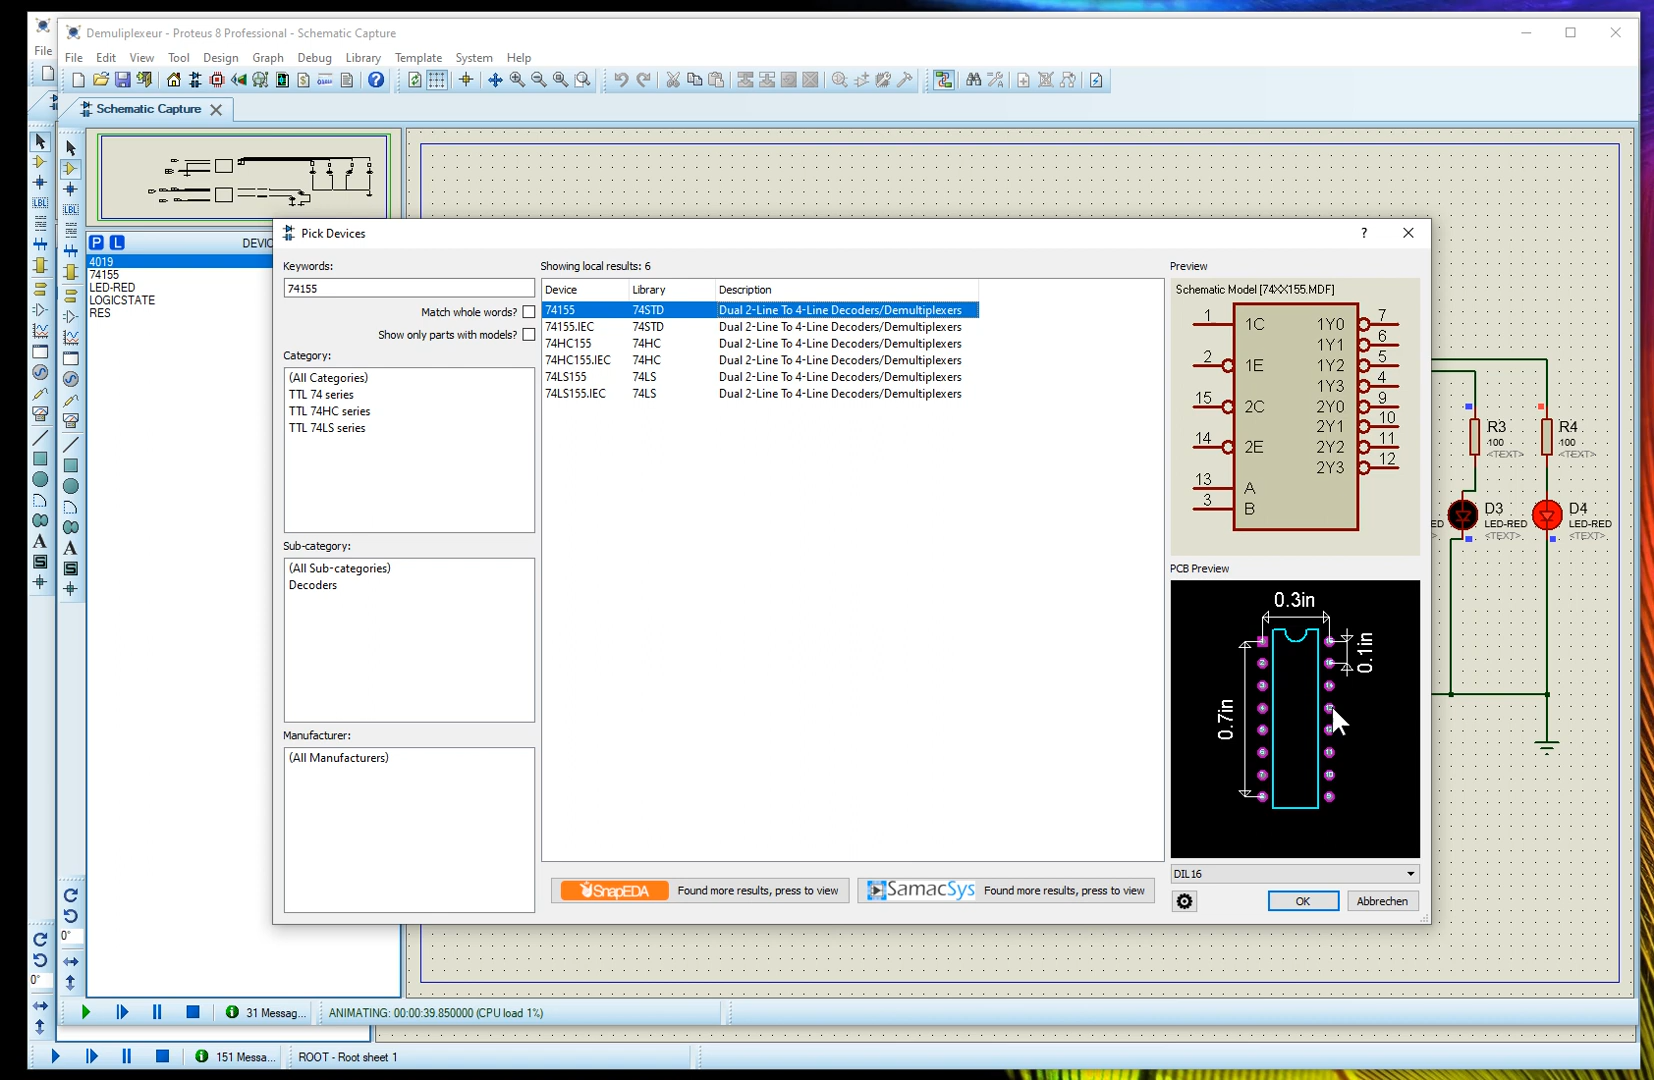 Demuliplexeur - Proteus 8 Professional - Schematic Capture
File
File Edit View Tool Design Graph Debug Library Template System Help
Schematic Capture
P L DEVIC
4019
74155
LED-RED
LOGICSTATE
RES
Pick Devices
Keywords:
74155
Match whole words?
Show only parts with models?
Category:
(All Categories)
TTL 74 series
TTL 74HC series
TTL 74LS series
Sub-category:
(All Sub-categories)
Decoders
Manufacturer:
(All Manufacturers)
Showing local results: 6
Device Library Description
74155 74STD Dual 2-Line To 4-Line Decoders/Demultiplexers
74155.IEC 74STD Dual 2-Line To 4-Line Decoders/Demultiplexers
74HC155 74HC Dual 2-Line To 4-Line Decoders/Demultiplexers
74HC155.IEC 74HC Dual 2-Line To 4-Line Decoders/Demultiplexers
74LS155 74LS Dual 2-Line To 4-Line Decoders/Demultiplexers
74LS155.IEC 74LS Dual 2-Line To 4-Line Decoders/Demultiplexers
SnapEDA Found more results, press to view
SamacSys Found more results, press to view
Preview
Schematic Model [74XX155.MDF]
1 1C 1Y0 7
1Y1 6
2 1E 1Y2 5
1Y3 4
15 2C 2Y0 9
2Y1 10
14 2E 2Y2 11
2Y3 12
13 A
3 B
PCB Preview
0.3in
0.1in
0.7in
DIL16
OK Abbrechen
R3
100
<TEXT>
R4
100
<TEXT>
ED
D3
LED-RED
<TEXT>
D4
LED-RED
<TEXT>
LBL
LBL
A
A
S
S
0°
0°
31 Messag... ANIMATING: 00:00:39.850000 (CPU load 1%)
151 Messa... ROOT - Root sheet 1